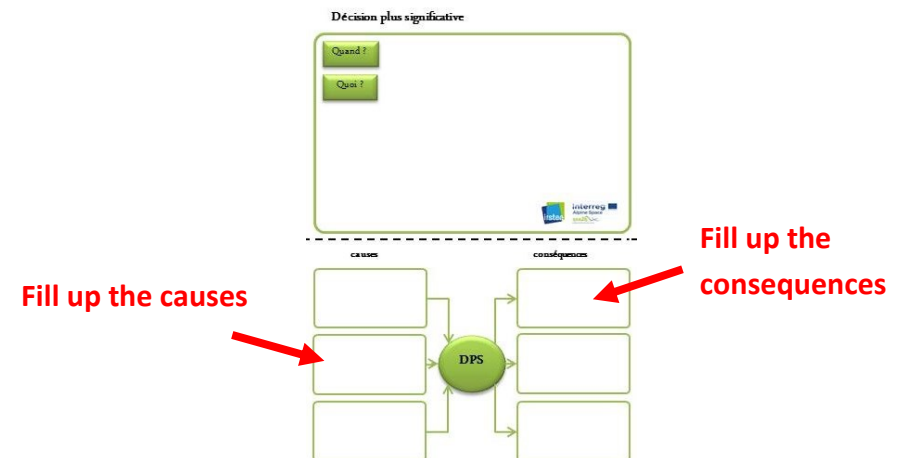 Décision plus significative
Quand ?
Quoi ?
irstea
Interreg
Alpine Space
causes
conséquences
Fill up the
consequences
Fill up the causes
DPS